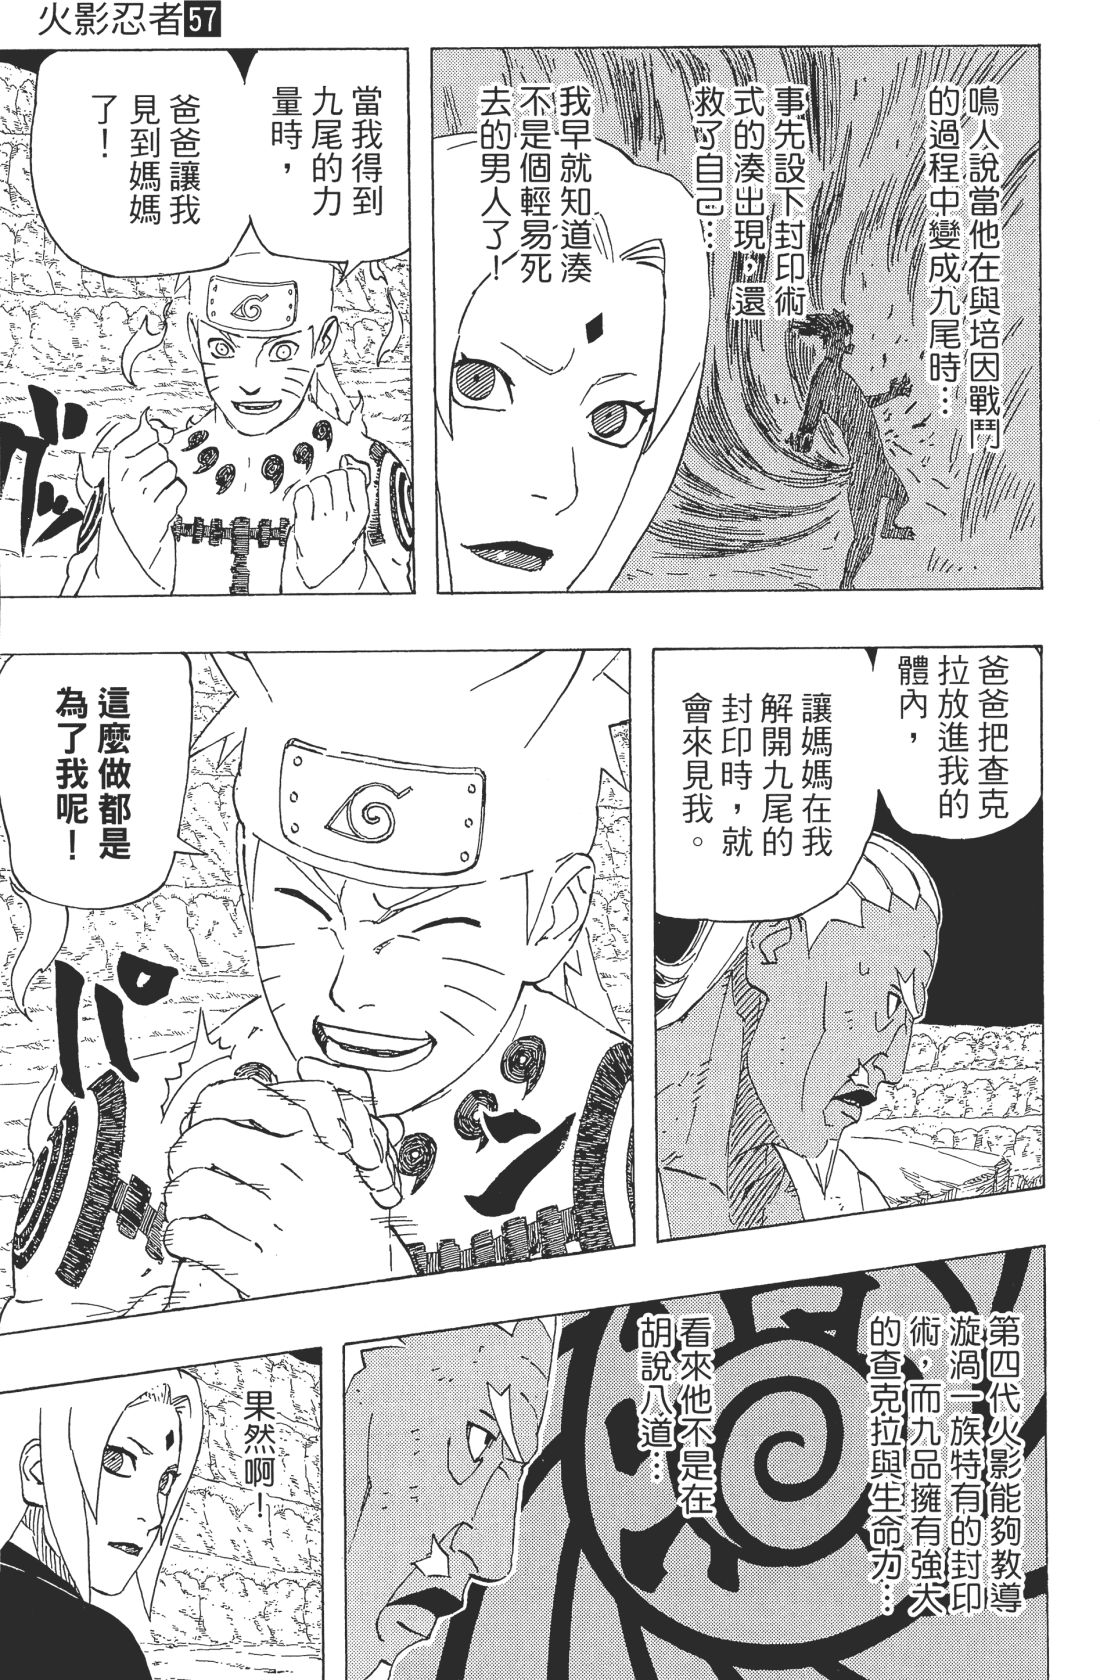 火影忍者57
鳴人說當他在與培因戰鬥
的過程中變成九尾時…
事先設下封印術
式的湊出現，還
救了自己…
我早就知道湊
不是個輕易死
去的男人了！
當我得到
九尾的力
量時，
爸爸讓我
見到媽媽
了！
爸爸把查克
拉放進我的
體內，
讓媽媽在我
解開九尾的
封印時，就
會來見我。
這麼做都是
為了我呢！
第四代火影能夠教導
漩渦一族特有的封印
術，而九品擁有強大
的查克拉與生命力…
看來他不是在
胡說八道…
果然啊！